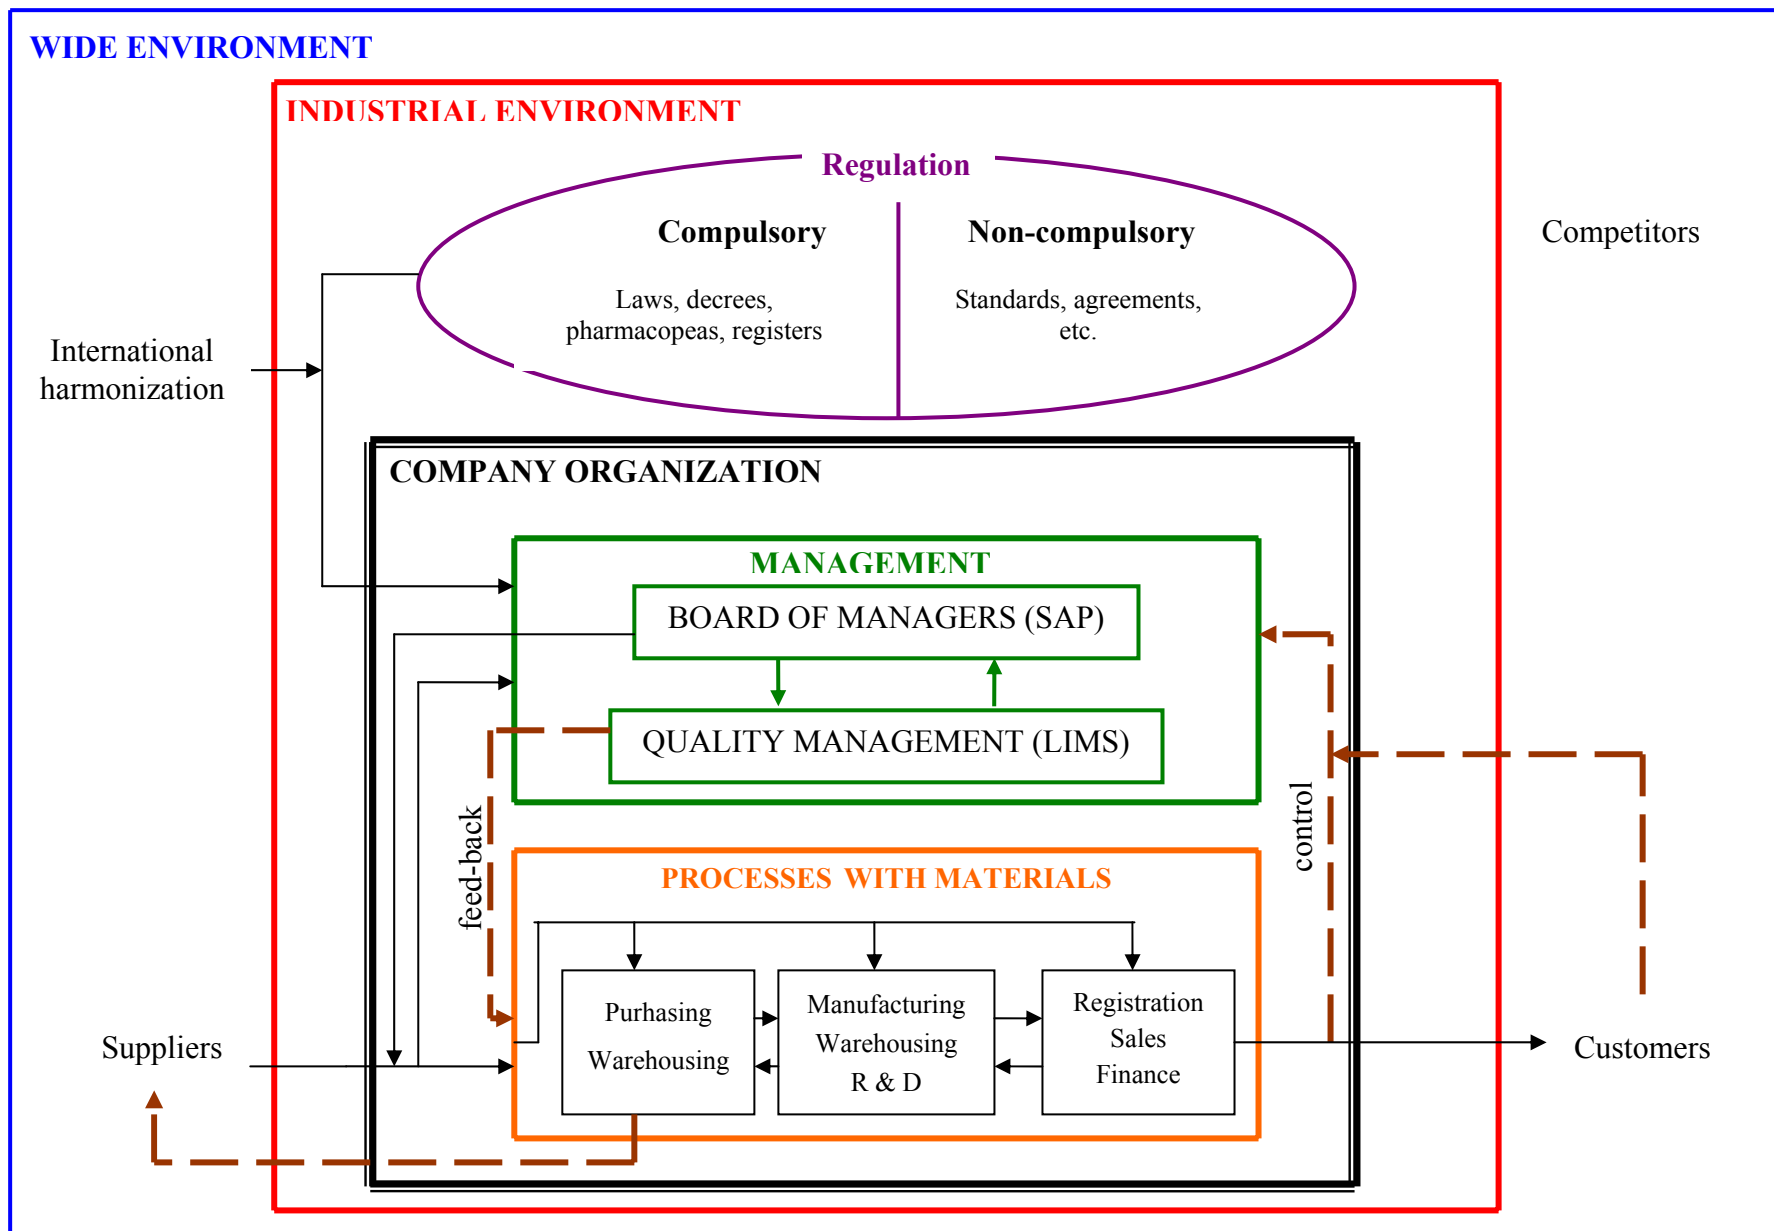 WIDE ENVIRONMENT
INDUSTRIAL ENVIRONMENT
Regulation
Compulsory
Non-compulsory
Competitors
Laws, decrees,
pharmacopeas, registers
Standards, agreements,
etc.
International
harmonization
COMPANY ORGANIZATION
MANAGEMENT
BOARD OF MANAGERS (SAP)
QUALITY MANAGEMENT (LIMS)
feed-back
control
PROCESSES WITH MATERIALS
Purhasing
Warehousing
Manufacturing
Warehousing
R & D
Registration
Sales
Finance
Suppliers
Customers